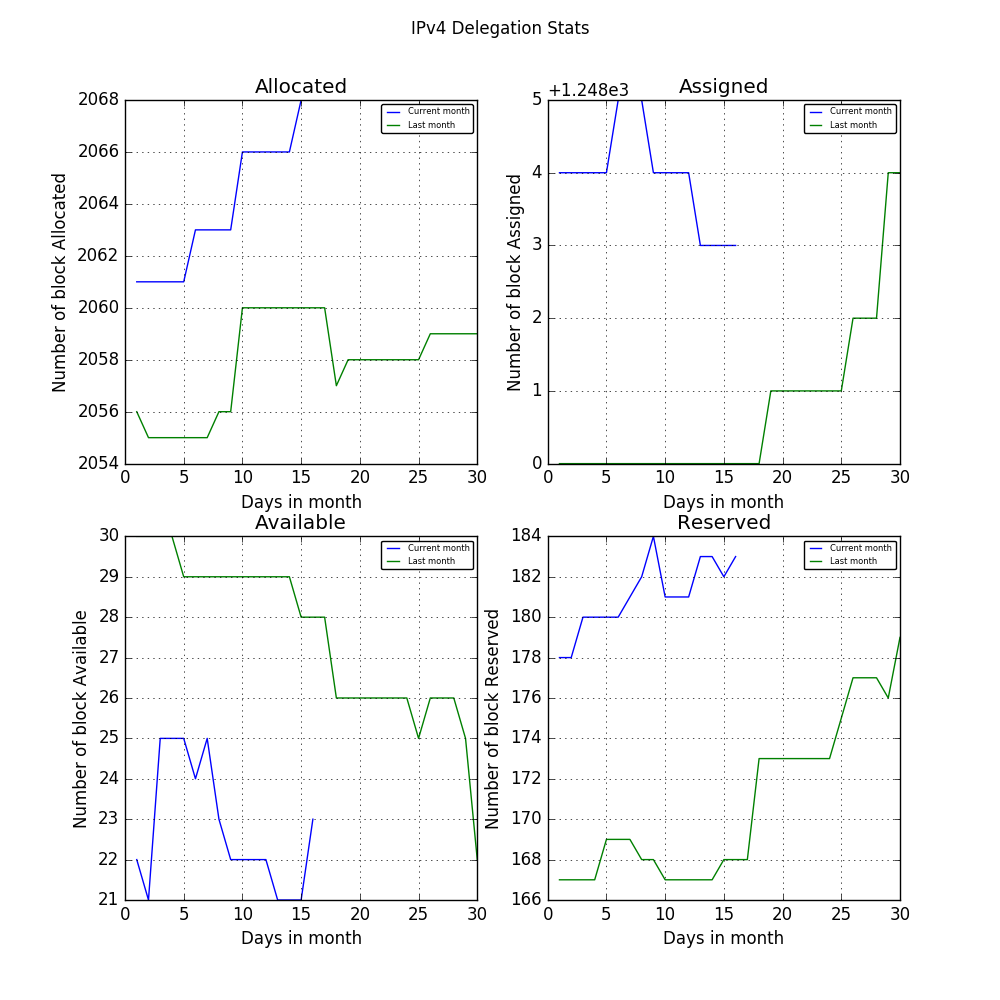 IPv4 Delegation Stats
Allocated
Number of block Allocated
2068
2066
2064
2062
2060
2058
2056
2054
Current month
Last month
0 5 10 15 20 25 30
Days in month
Assigned
+1.248e3
Number of block Assigned
5
4
3
2
1
0
Current month
Last month
0 5 10 15 20 25 30
Days in month
Available
Number of block Available
30
29
28
27
26
25
24
23
22
21
Current month
Last month
0 5 10 15 20 25 30
Days in month
Reserved
Number of block Reserved
184
182
180
178
176
174
172
170
168
166
Current month
Last month
0 5 10 15 20 25 30
Days in month